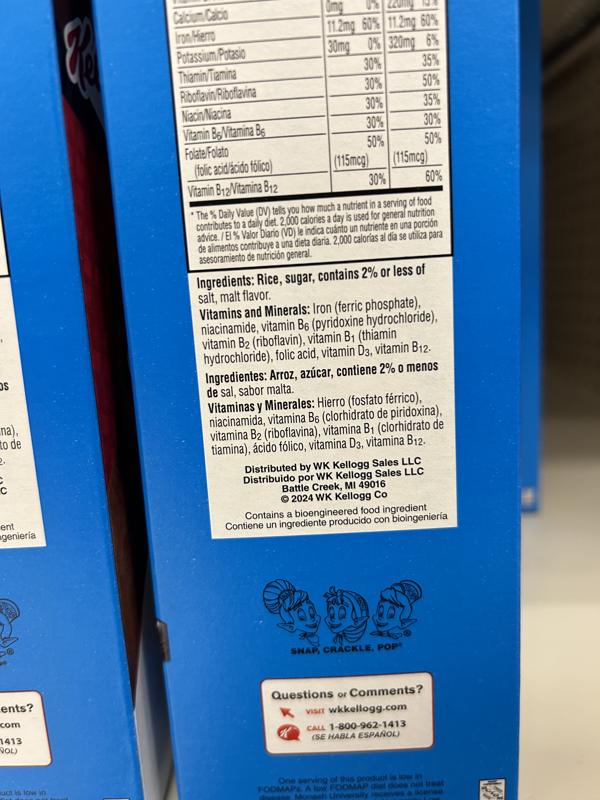 Calcium/Calcio 0mg 0% 220mg 15%
Iron/Hierro 11.2mg 60% 11.2mg 60%
Potassium/Potasio 30mg 0% 320mg 6%
Thiamin/Tiamina 30% 35%
Riboflavin/Riboflavina 30% 50%
Niacin/Niacina 30% 35%
Vitamin B6/Vitamina B6 30% 30%
Folate/Folato 50% 50%
(folic acid/ácido fólico) (115mcg) (115mcg)
Vitamin B12/Vitamina B12 30% 60%
* The % Daily Value (DV) tells you how much a nutrient in a serving of food
contributes to a daily diet. 2,000 calories a day is used for general nutrition
advice. / El % Valor Diario (VD) le indica cuánto un nutriente en una porción
de alimentos contribuye a una dieta diaria. 2,000 calorías al día se utiliza para
asesoramiento de nutrición general.
Ingredients: Rice, sugar, contains 2% or less of
salt, malt flavor.
Vitamins and Minerals: Iron (ferric phosphate),
niacinamide, vitamin B6 (pyridoxine hydrochloride),
vitamin B2 (riboflavin), vitamin B1 (thiamin
hydrochloride), folic acid, vitamin D3, vitamin B12.
Ingredientes: Arroz, azúcar, contiene 2% o menos
de sal, sabor malta.
Vitaminas y Minerales: Hierro (fosfato férrico),
niacinamida, vitamina B6 (clorhidrato de piridoxina),
vitamina B2 (riboflavina), vitamina B1 (clorhidrato de
tiamina), ácido fólico, vitamina D3, vitamina B12.
Distributed by WK Kellogg Sales LLC
Distribuido por WK Kellogg Sales LLC
Battle Creek, MI 49016
© 2024 WK Kellogg Co
Contains a bioengineered food ingredient
Contiene un ingrediente producido con bioingeniería
SNAP, CRACKLE, POP®
Questions or Comments?
VISIT wkkellogg.com
CALL 1-800-962-1413
(SE HABLA ESPAÑOL)
One serving of this product is low in
FODMAPs. A low FODMAP diet does not treat
disease. Monash University receives a license